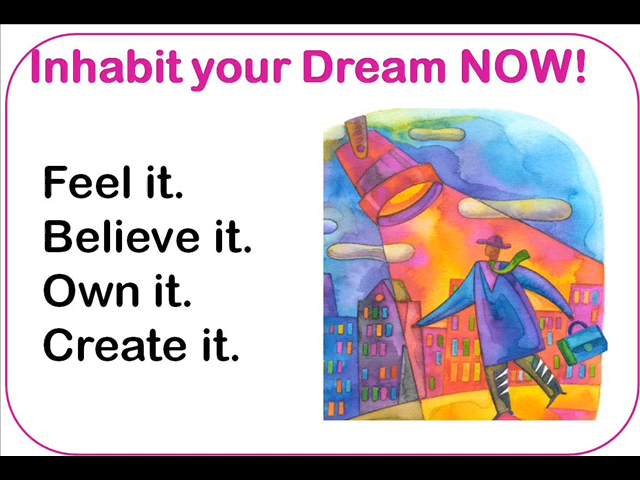 Inhabit your Dream NOW!
Feel it.
Believe it.
Own it.
Create it.